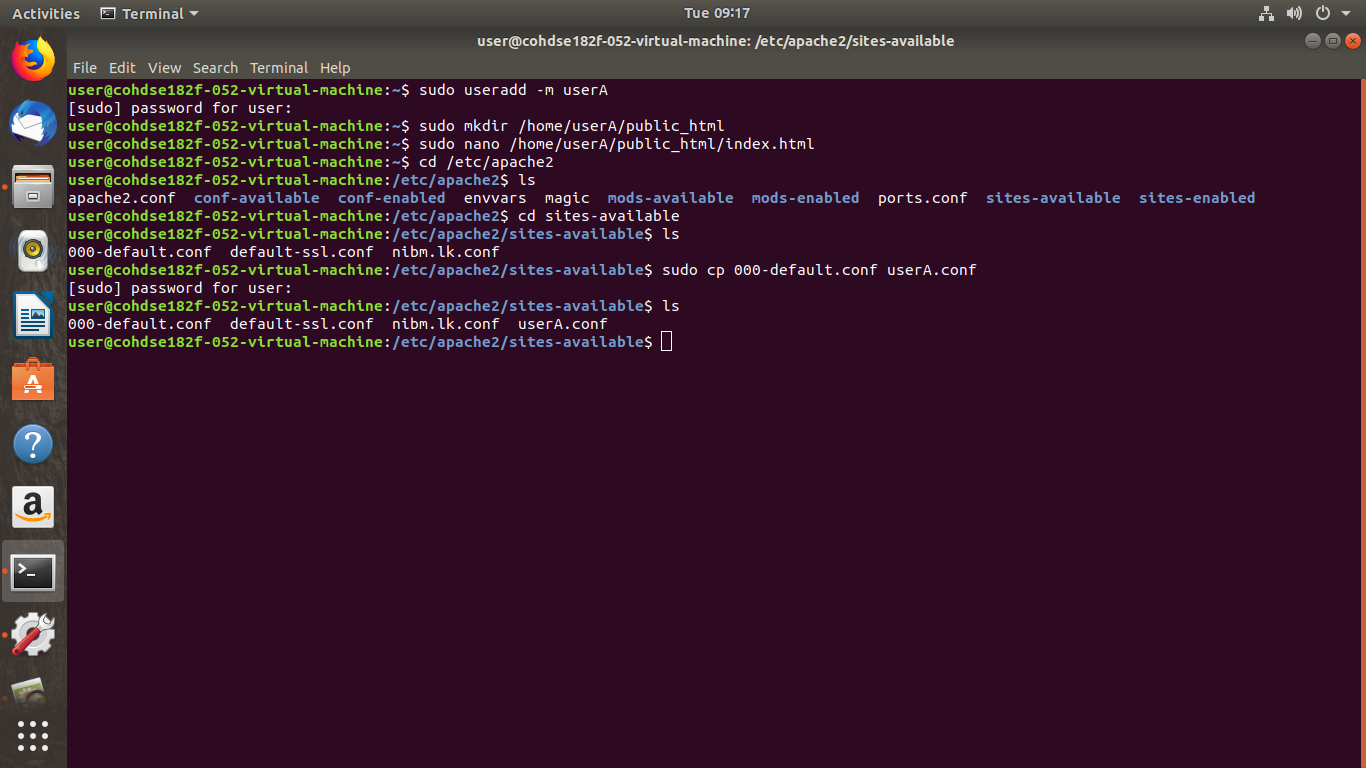 Activities Terminal Tue 09:17
user@cohdse182f-052-virtual-machine: /etc/apache2/sites-available
File Edit View Search Terminal Help
user@cohdse182f-052-virtual-machine:~$ sudo useradd -m userA
[sudo] password for user:
user@cohdse182f-052-virtual-machine:~$ sudo mkdir /home/userA/public_html
user@cohdse182f-052-virtual-machine:~$ sudo nano /home/userA/public_html/index.html
user@cohdse182f-052-virtual-machine:~$ cd /etc/apache2
user@cohdse182f-052-virtual-machine:/etc/apache2$ ls
apache2.conf  conf-available  conf-enabled  envvars  magic  mods-available  mods-enabled  ports.conf  sites-available  sites-enabled
user@cohdse182f-052-virtual-machine:/etc/apache2$ cd sites-available
user@cohdse182f-052-virtual-machine:/etc/apache2/sites-available$ ls
000-default.conf  default-ssl.conf  nibm.lk.conf
user@cohdse182f-052-virtual-machine:/etc/apache2/sites-available$ sudo cp 000-default.conf userA.conf
[sudo] password for user:
user@cohdse182f-052-virtual-machine:/etc/apache2/sites-available$ ls
000-default.conf  default-ssl.conf  nibm.lk.conf  userA.conf
user@cohdse182f-052-virtual-machine:/etc/apache2/sites-available$